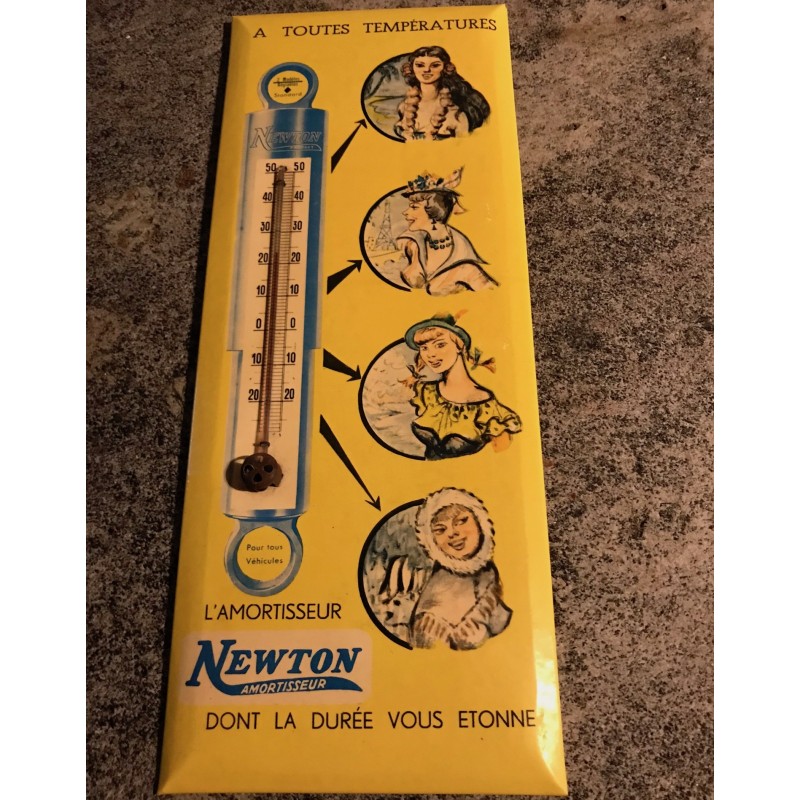 A TOUTES TEMPÉRATURES
Standard
NEWTON
50 50
40 40
30 30
20 20
10 10
0 0
10 10
20 20
Pour tous
Véhicules
L'AMORTISSEUR
NEWTON
AMORTISSEUR
DONT LA DURÉE VOUS ETONNE